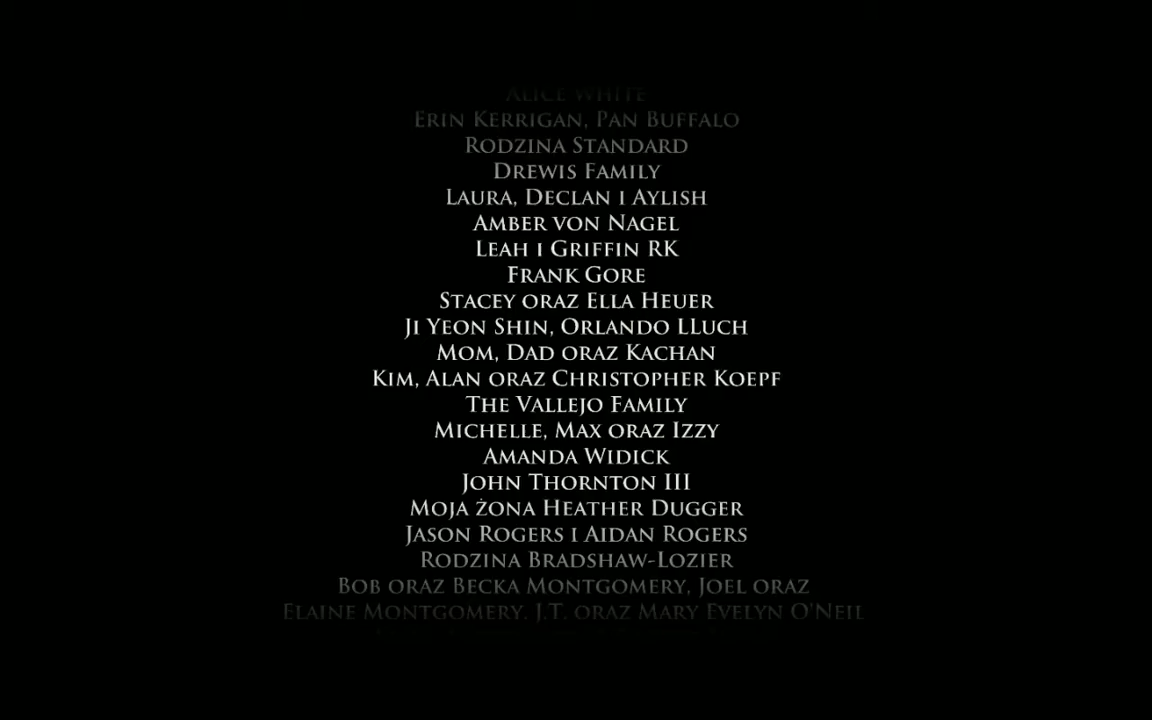 Alice White
Erin Kerrigan, Pan Buffalo
Rodzina Standard
Drewis Family
Laura, Declan i Aylish
Amber von Nagel
Leah i Griffin RK
Frank Gore
Stacey oraz Ella Heuer
Ji Yeon Shin, Orlando LLuch
Mom, Dad oraz Kachan
Kim, Alan oraz Christopher Koepf
The Vallejo Family
Michelle, Max oraz Izzy
Amanda Widick
John Thornton III
Moja żona Heather Dugger
Jason Rogers i Aidan Rogers
Rodzina Bradshaw-Lozier
Bob oraz Becka Montgomery, Joel oraz
Elaine Montgomery. J.T. oraz Mary Evelyn O'Neil